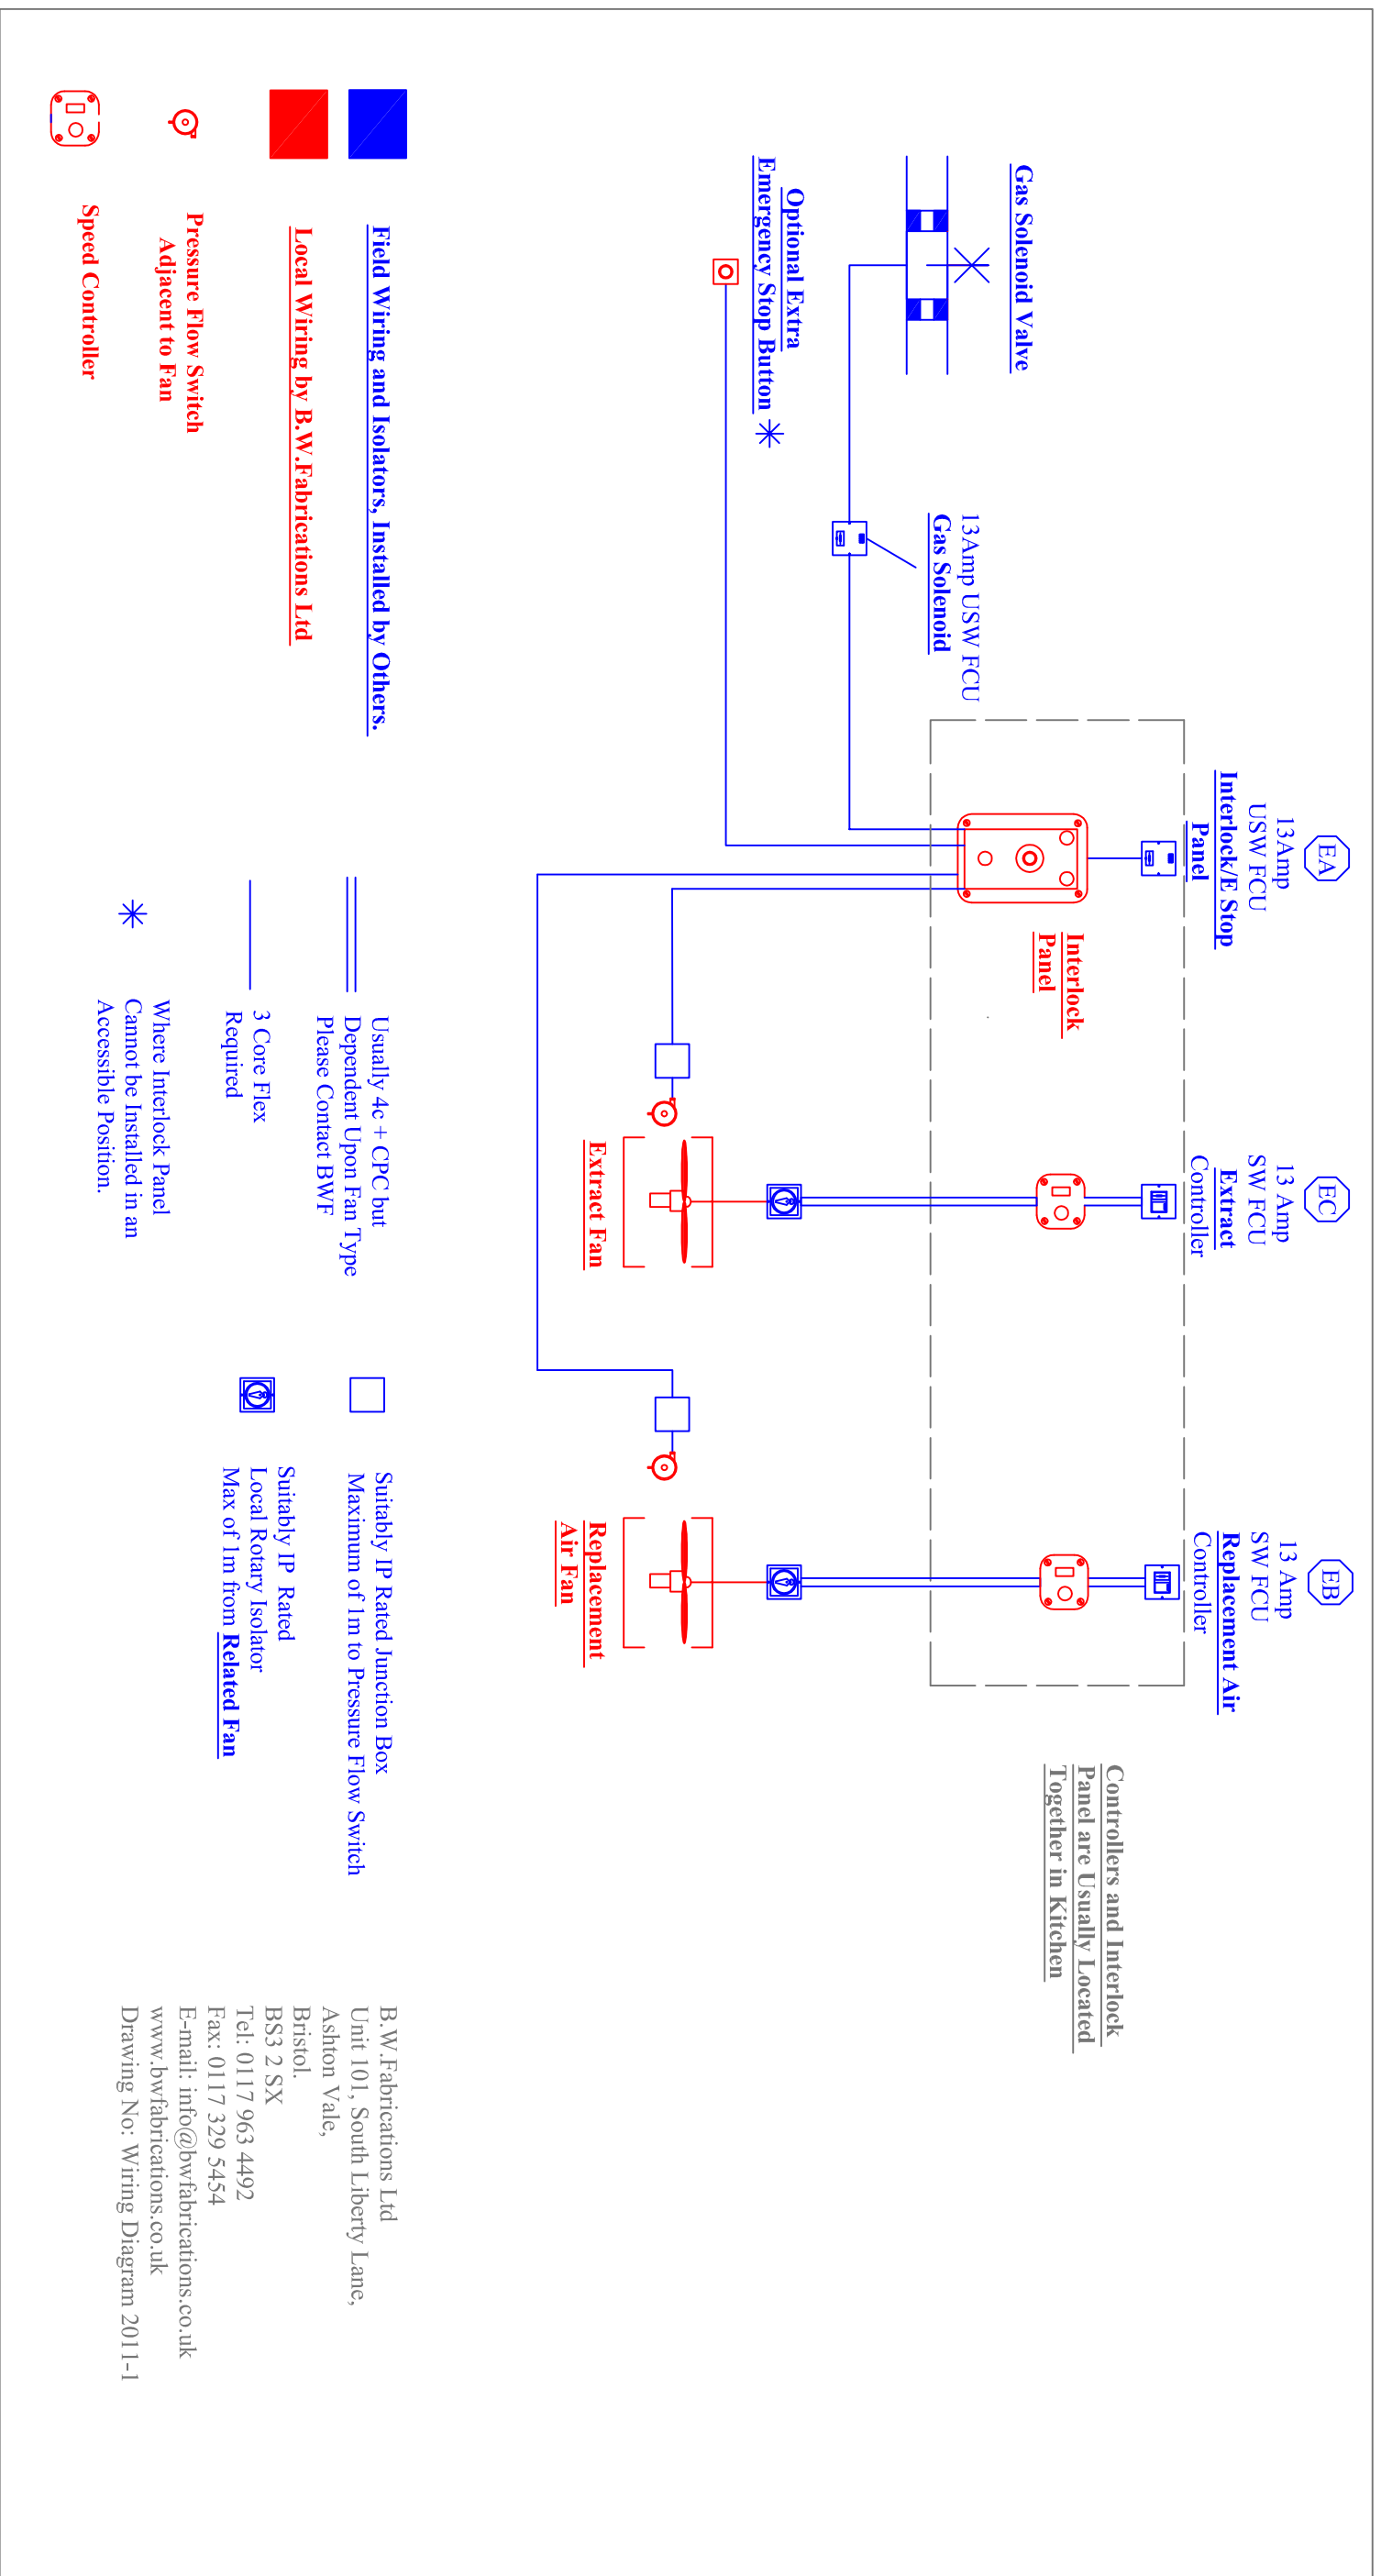 EA
13Amp
USW FCU
Interlock/E Stop
Panel
EC
13 Amp
SW FCU
Extract
Controller
EB
13 Amp
SW FCU
Replacement Air
Controller
Controllers and Interlock
Panel are Usually Located
Together in Kitchen
Interlock
Panel
Gas Solenoid Valve
13Amp USW FCU
Gas Solenoid
Optional Extra
Emergency Stop Button
Extract Fan
Replacement
Air Fan
Field Wiring and Isolators, Installed by Others.
Local Wiring by B.W.Fabrications Ltd
Pressure Flow Switch
Adjacent to Fan
Speed Controller
Usually 4c + CPC but
Dependent Upon Fan Type
Please Contact BWF
3 Core Flex
Required
Where Interlock Panel
Cannot be Installed in an
Accessible Position.
Suitably IP Rated Junction Box
Maximum of 1m to Pressure Flow Switch
Suitably IP Rated
Local Rotary Isolator
Max of 1m from Related Fan
B.W.Fabrications Ltd
Unit 101, South Liberty Lane,
Ashton Vale,
Bristol.
BS3 2 SX
Tel: 0117 963 4492
Fax: 0117 329 5454
E-mail: info@bwfabrications.co.uk
www.bwfabrications.co.uk
Drawing No: Wiring Diagram 2011-1